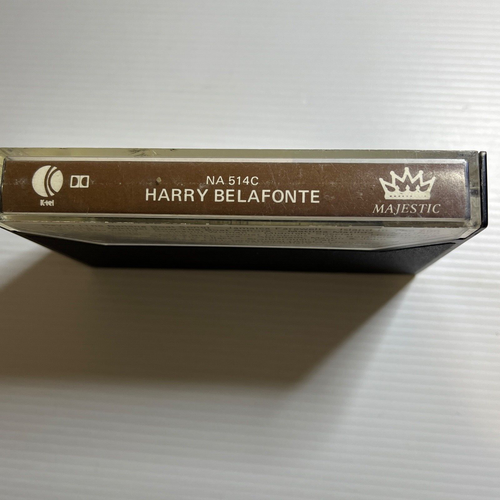 K-tel
NA 514C
HARRY BELAFONTE
MAJESTIC